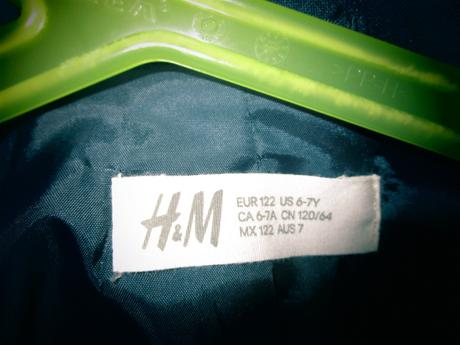 H&M
EUR 122 US 6-7Y
CA 6-7A CN 120/64
MX 122 AUS 7